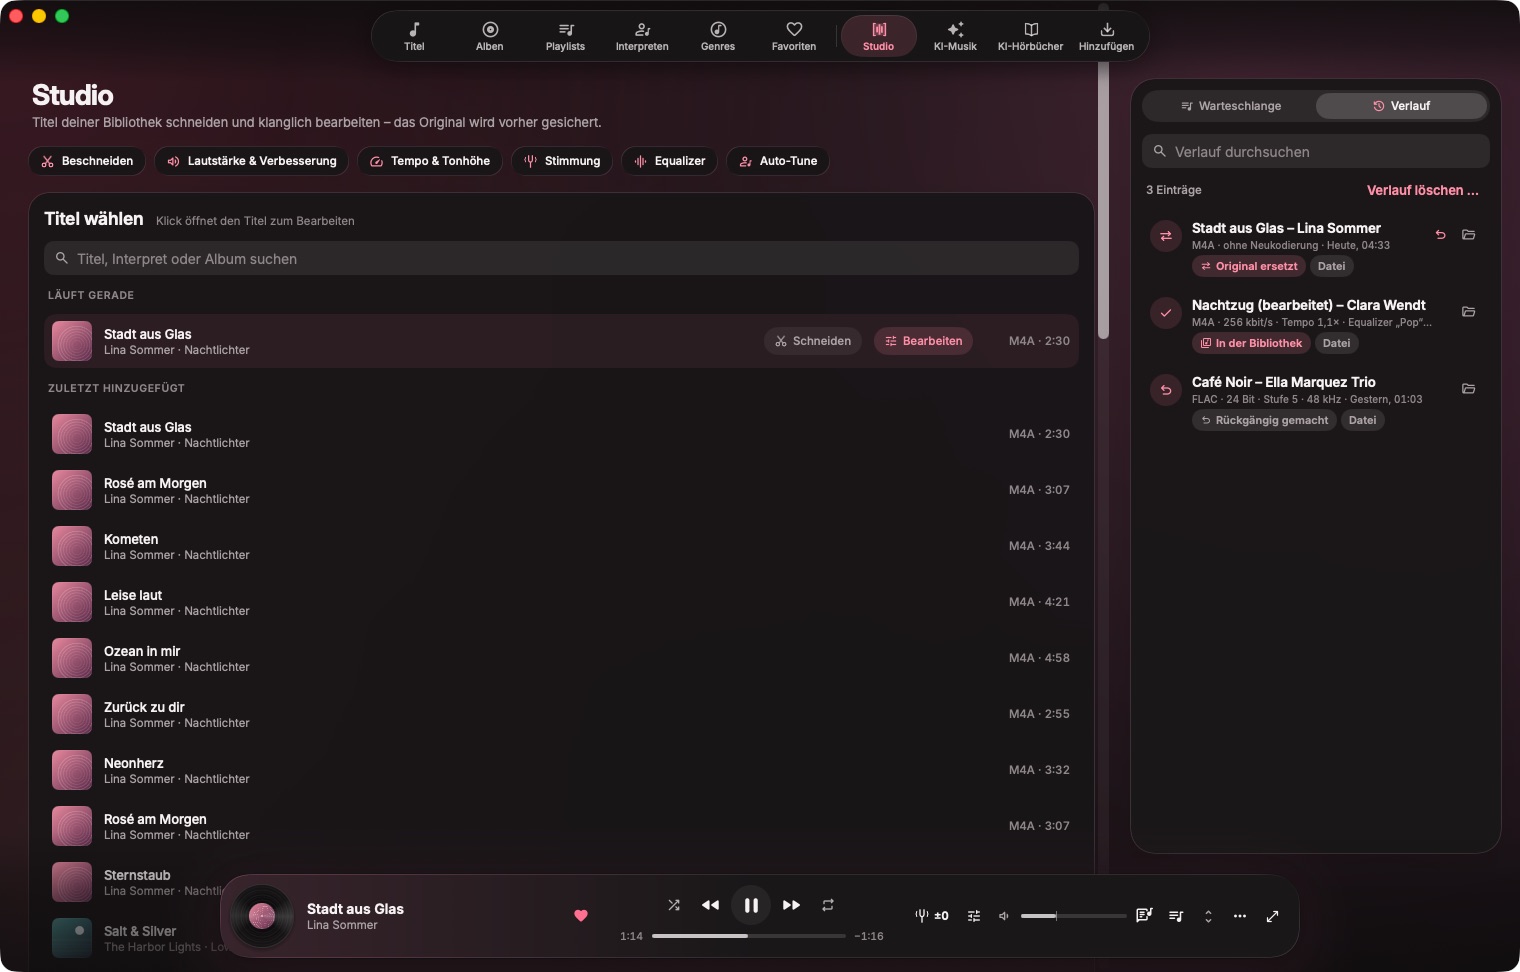 Titel
Alben
Playlists
Interpreten
Genres
Favoriten
Studio
KI-Musik
KI-Hörbücher
Hinzufügen
Studio
Titel deiner Bibliothek schneiden und klanglich bearbeiten – das Original wird vorher gesichert.
Beschneiden
Lautstärke & Verbesserung
Tempo & Tonhöhe
Stimmung
Equalizer
Auto-Tune
Titel wählen Klick öffnet den Titel zum Bearbeiten
Titel, Interpret oder Album suchen
LÄUFT GERADE
Stadt aus Glas
Lina Sommer · Nachtlichter
Schneiden
Bearbeiten
M4A · 2:30
ZULETZT HINZUGEFÜGT
Stadt aus Glas
Lina Sommer · Nachtlichter
M4A · 2:30
Rosé am Morgen
Lina Sommer · Nachtlichter
M4A · 3:07
Kometen
Lina Sommer · Nachtlichter
M4A · 3:44
Leise laut
Lina Sommer · Nachtlichter
M4A · 4:21
Ozean in mir
Lina Sommer · Nachtlichter
M4A · 4:58
Zurück zu dir
Lina Sommer · Nachtlichter
M4A · 2:55
Neonherz
Lina Sommer · Nachtlichter
M4A · 3:32
Rosé am Morgen
Lina Sommer · Nachtlichter
M4A · 3:07
Sternstaub
Lina Sommer ·
Salt & Silver
The Harbor Lights ·
Warteschlange
Verlauf
Verlauf durchsuchen
3 Einträge
Verlauf löschen ...
Stadt aus Glas – Lina Sommer
M4A · ohne Neukodierung · Heute, 04:33
Original ersetzt
Datei
Nachtzug (bearbeitet) – Clara Wendt
M4A · 256 kbit/s · Tempo 1,1× · Equalizer „Pop“...
In der Bibliothek
Datei
Café Noir – Ella Marquez Trio
FLAC · 24 Bit · Stufe 5 · 48 kHz · Gestern, 01:03
Rückgängig gemacht
Datei
Stadt aus Glas
Lina Sommer
1:14
−1:16
±0